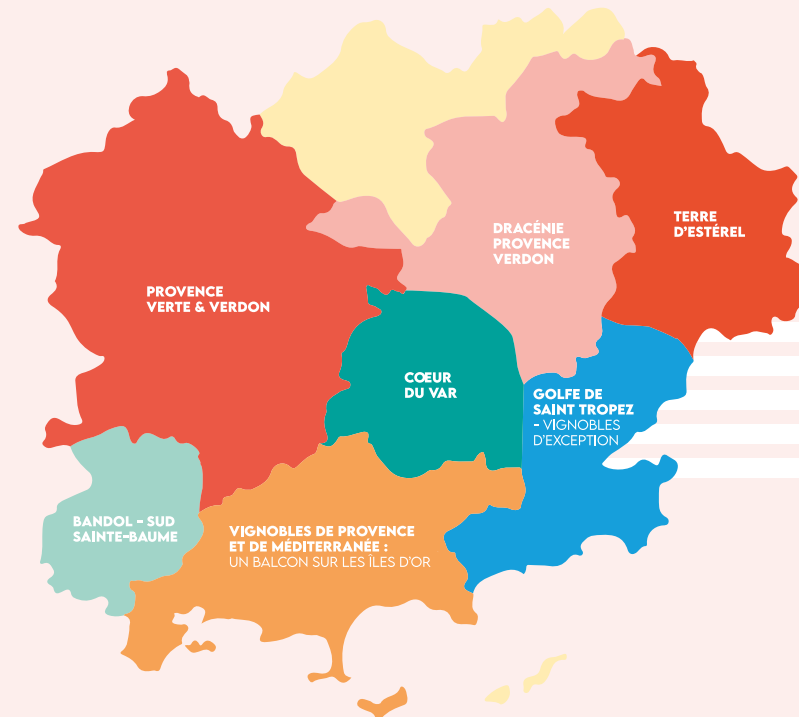 DRACÉNIE
PROVENCE
VERDON
TERRE
D'ESTÉREL
PROVENCE
VERTE & VERDON
CŒUR
DU VAR
GOLFE DE
SAINT TROPEZ
- VIGNOBLES
D'EXCEPTION
BANDOL - SUD
SAINTE-BAUME
VIGNOBLES DE PROVENCE
ET DE MÉDITERRANÉE :
UN BALCON SUR LES ÎLES D'OR